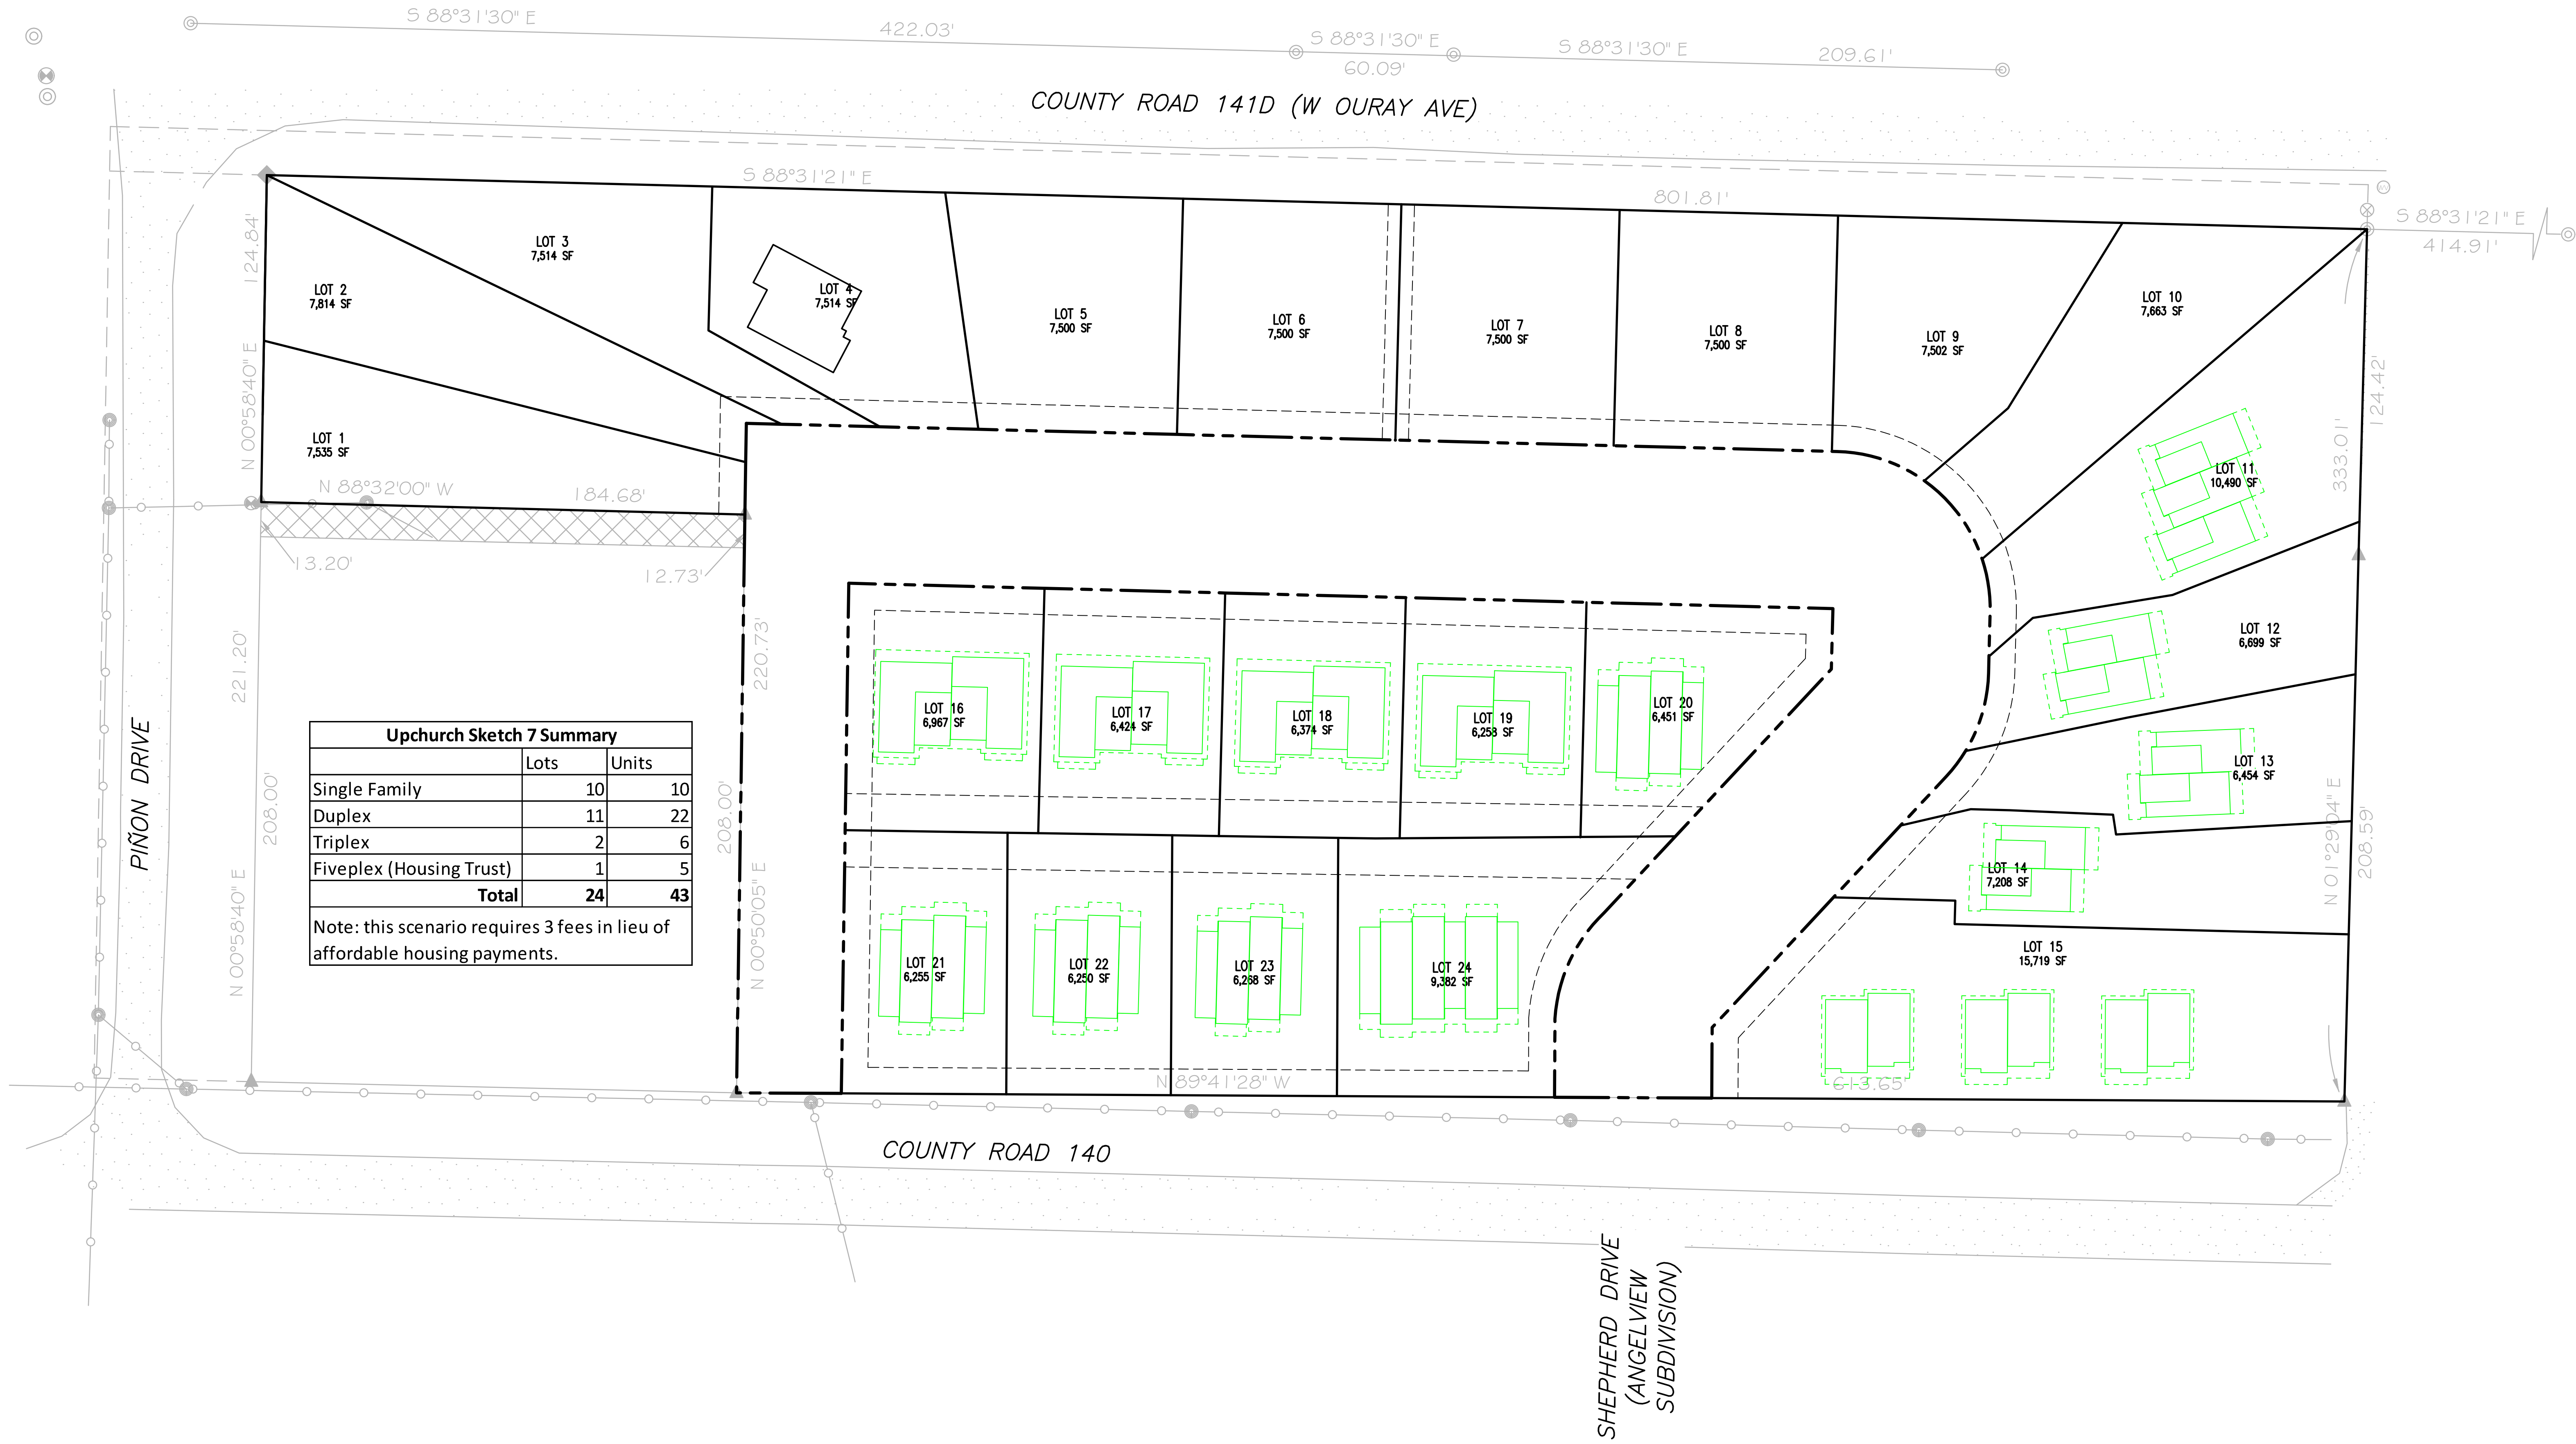 S 88°31'30" E
422.03'
S 88°31'30" E
60.09'
S 88°31'30" E
209.61'
COUNTY ROAD 141D (W OURAY AVE)
S 88°31'21" E
801.81'
S 88°31'21" E
414.91'
124.84'
N 00°58'40" E
LOT 1
7,535 SF
LOT 2
7,814 SF
LOT 3
7,514 SF
LOT 4
7,514 SF
LOT 5
7,500 SF
LOT 6
7,500 SF
LOT 7
7,500 SF
LOT 8
7,500 SF
LOT 9
7,502 SF
LOT 10
7,663 SF
LOT 11
10,490 SF
333.01'
124.42'
N 88°32'00" W
184.68'
13.20'
12.73'
LOT 12
6,699 SF
LOT 13
6,454 SF
LOT 14
7,208 SF
LOT 15
15,719 SF
N 01°29'04" E
208.59'
LOT 16
6,967 SF
LOT 17
6,424 SF
LOT 18
6,374 SF
LOT 19
6,253 SF
LOT 20
6,451 SF
LOT 21
6,255 SF
LOT 22
6,250 SF
LOT 23
6,268 SF
LOT 24
9,382 SF
221.20'
208.00'
N 00°58'40" E
220.73'
208.00'
N 00°50'05" E
PIÑON DRIVE
Upchurch Sketch 7 Summary
Lots Units
Single Family 10 10
Duplex 11 22
Triplex 2 6
Fiveplex (Housing Trust) 1 5
Total 24 43
Note: this scenario requires 3 fees in lieu of
affordable housing payments.
N 89°41'28" W
613.65'
COUNTY ROAD 140
SHEPHERD DRIVE
(ANGELVIEW
SUBDIVISION)